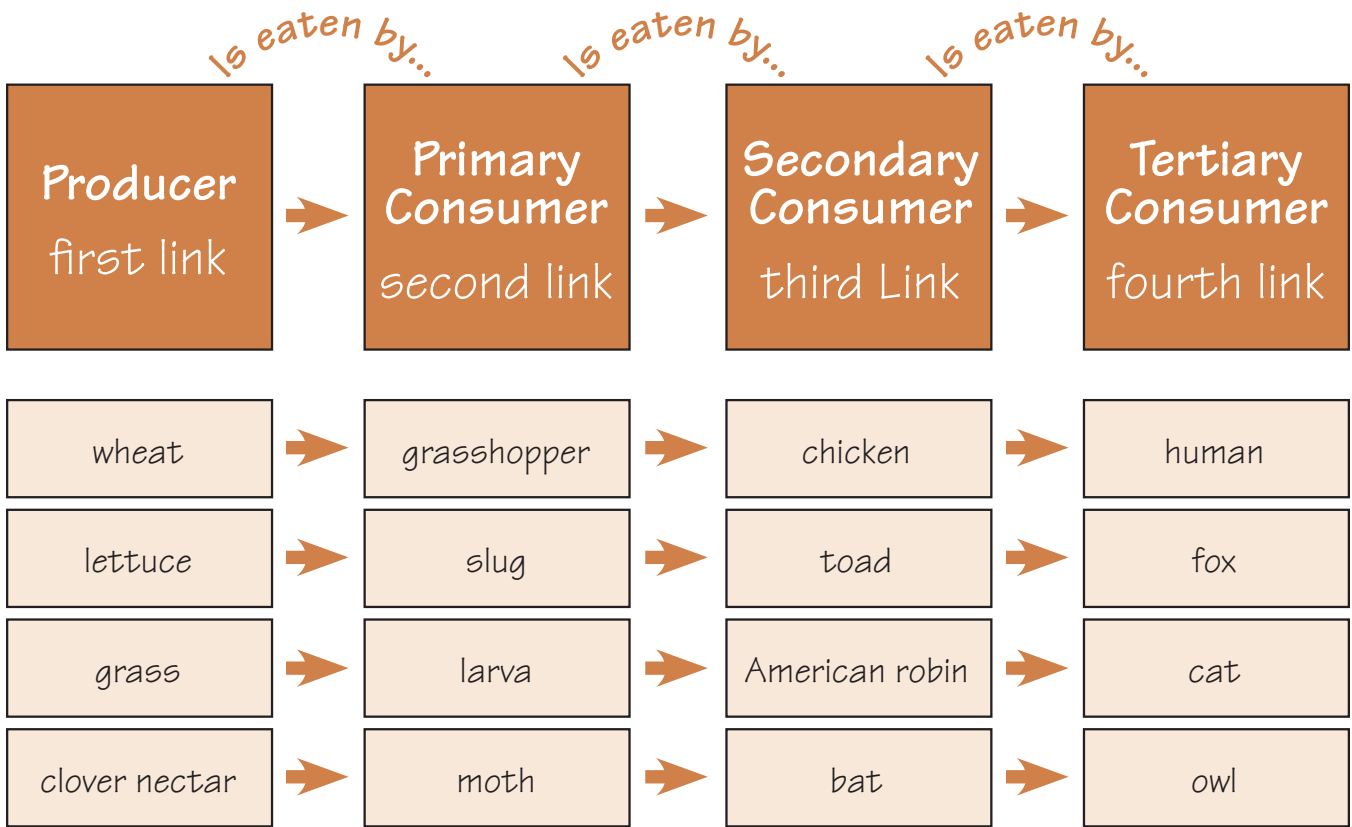 Is eaten by...
Is eaten by...
Is eaten by...
Producer
first link
Primary
Consumer
second link
Secondary
Consumer
third Link
Tertiary
Consumer
fourth link
wheat
grasshopper
chicken
human
lettuce
slug
toad
fox
grass
larva
American robin
cat
clover nectar
moth
bat
owl